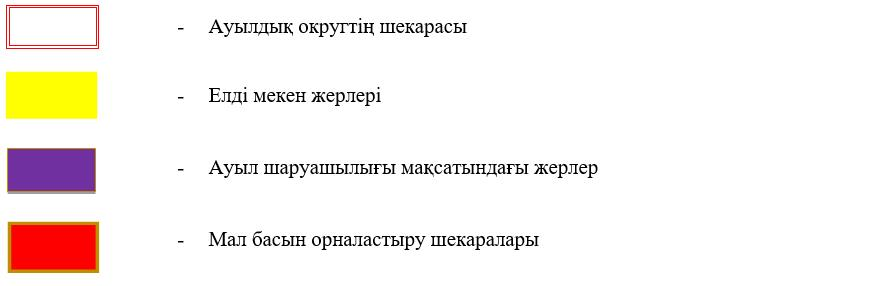 - Ауылдық округтің шекарасы
- Елді мекен жерлері
- Ауыл шаруашылығы мақсатындағы жерлер
- Мал басын орналастыру шекаралары